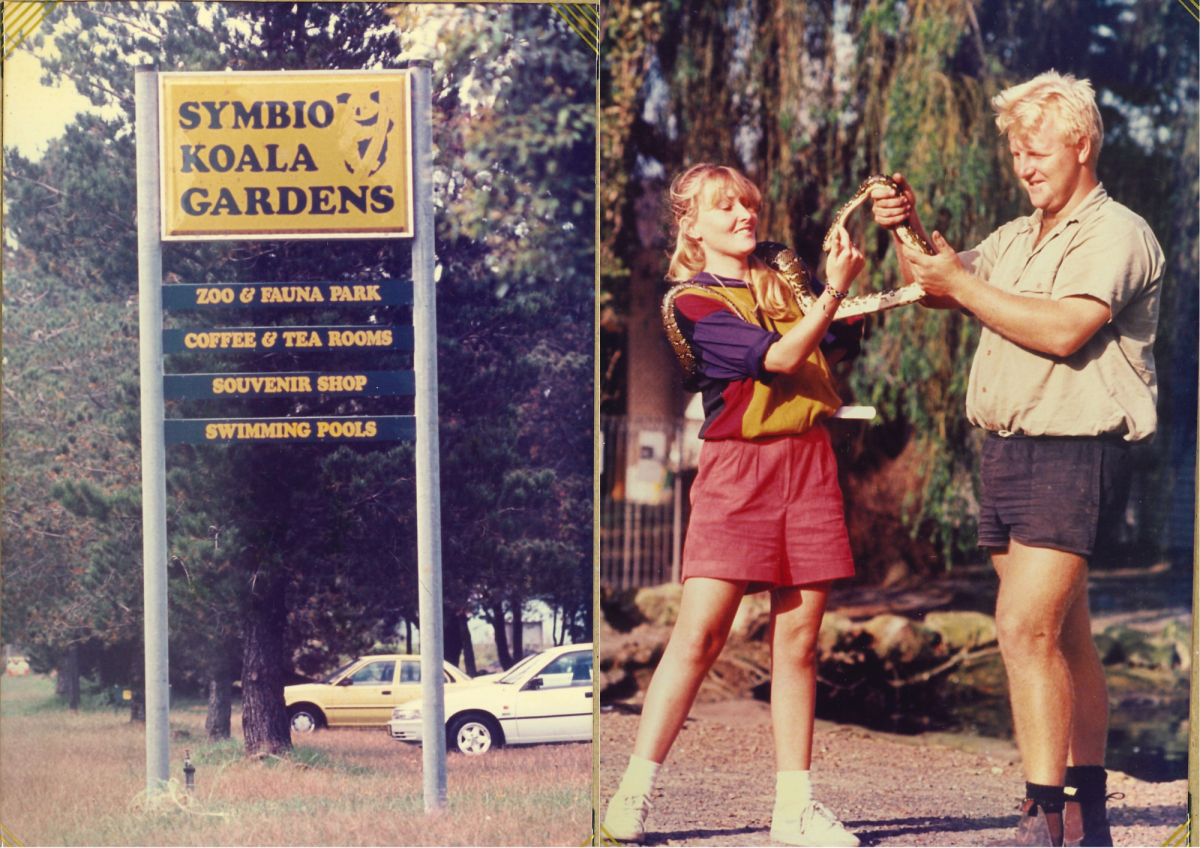 SYMBIO
KOALA
GARDENS
ZOO & FAUNA PARK
COFFEE & TEA ROOMS
SOUVENIR SHOP
SWIMMING POOLS